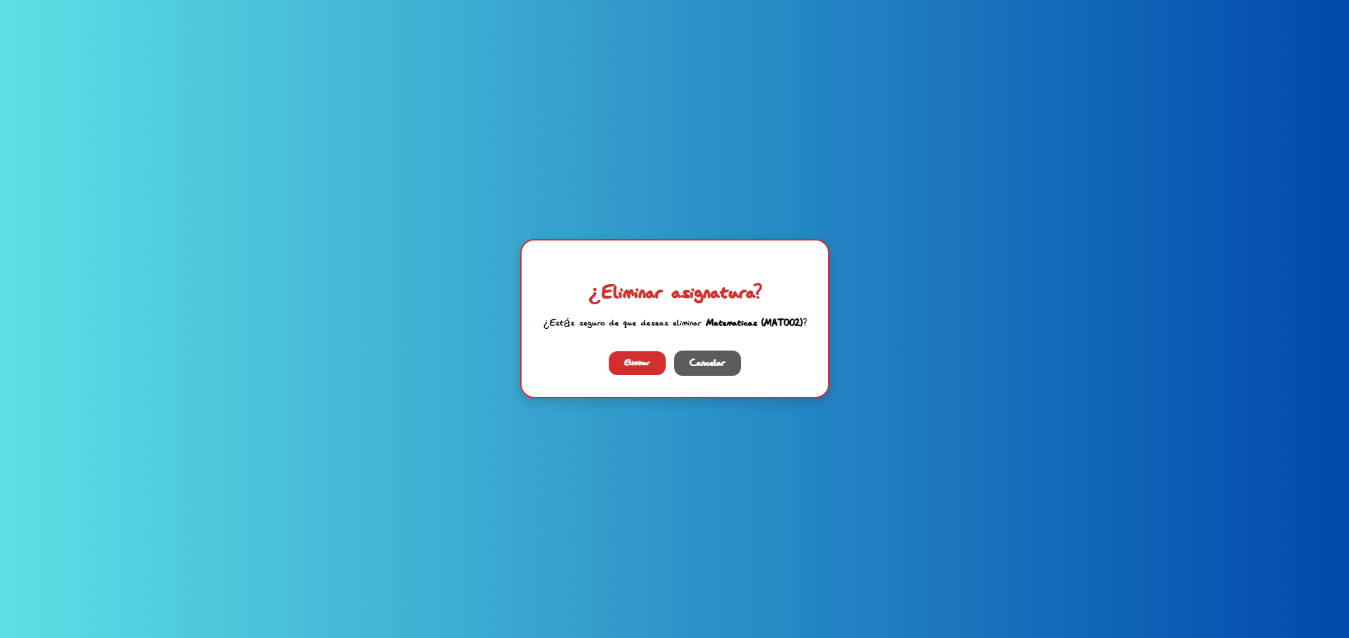 ¿Eliminar asignatura?
¿Estás seguro de que deseas eliminar Matematicas (MAT002)?
Eliminar
Cancelar